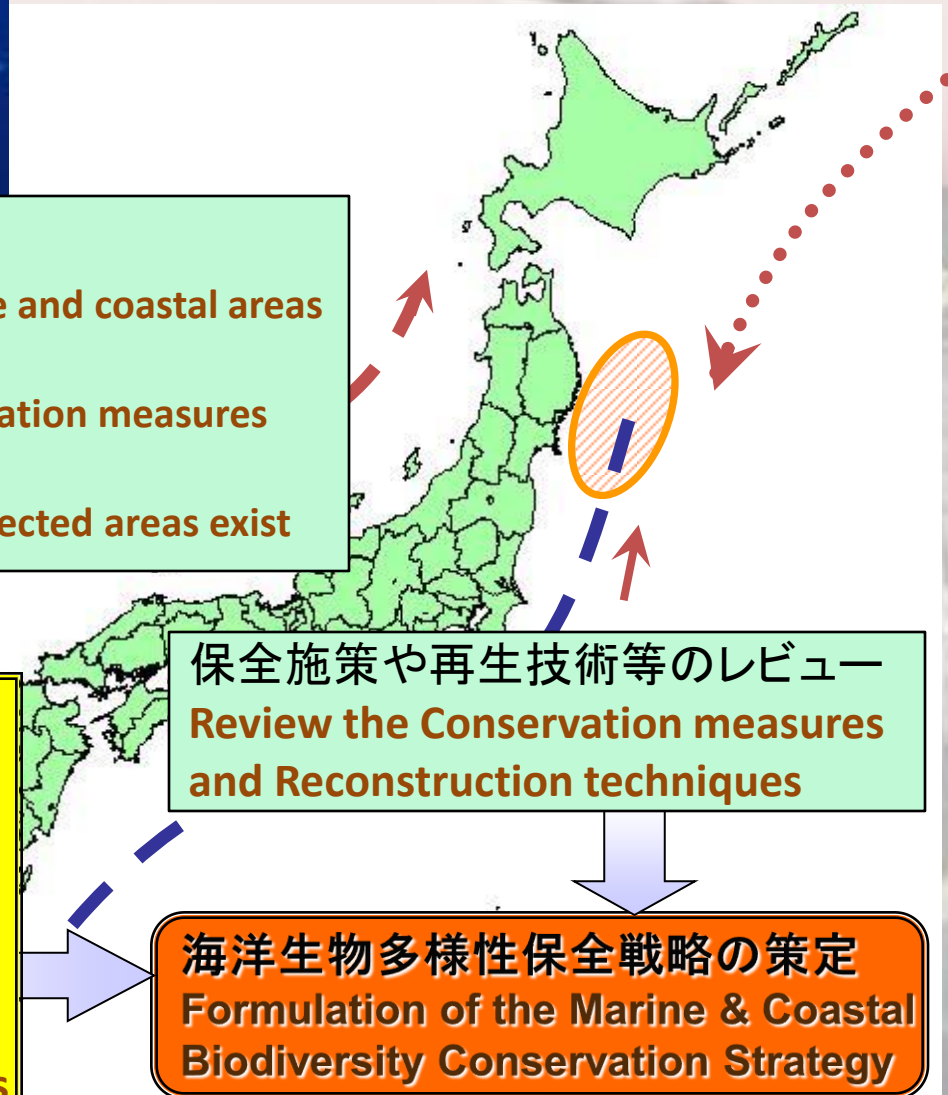 and coastal areas
measures
areas exist
保全施策や再生技術等のレビュー
Review the Conservation measures
and Reconstruction techniques
海洋生物多様性保全戦略の策定
Formulation of the Marine & Coastal
Biodiversity Conservation Strategy